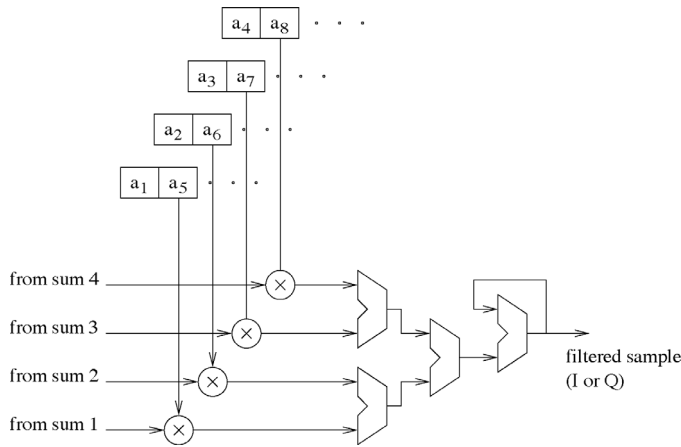 a4 a8 . . .
a3 a7 . . .
a2 a6 . . .
a1 a5 . . .
from sum 4
×
from sum 3
×
from sum 2
×
from sum 1
×
filtered sample
(I or Q)